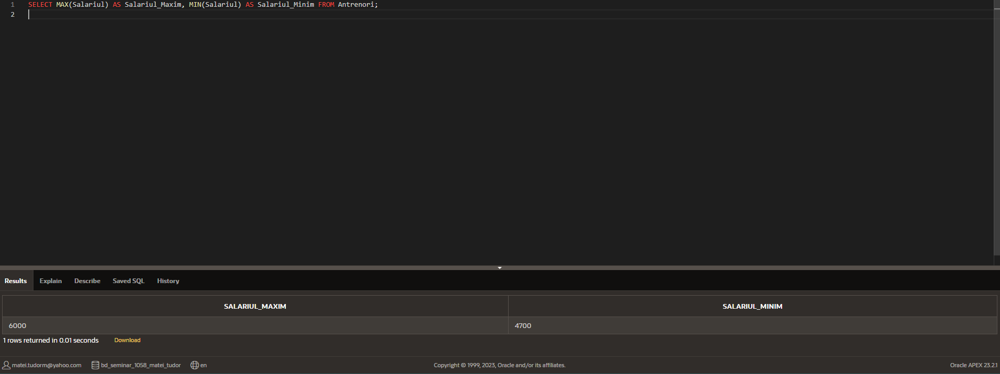 1 SELECT MAX(Salariul) AS Salariul_Maxim, MIN(Salariul) AS Salariul_Minim FROM Antrenori;
2
Results Explain Describe Saved SQL History
SALARIUL_MAXIM SALARIUL_MINIM
6000 4700
1 rows returned in 0.01 seconds Download
matei.tudorm@yahoo.com bd_seminar_1058_matei_tudor en Copyright © 1999, 2023, Oracle and/or its affiliates. Oracle APEX 23.2.1